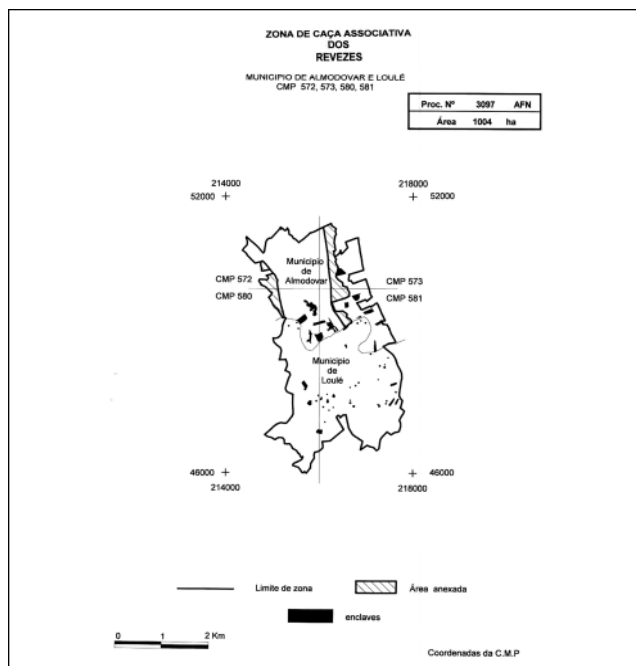 ZONA DE CAÇA ASSOCIATIVA
DOS
REVEZES
MUNICIPIO DE ALMODOVAR E LOULÉ
CMP 572, 573, 580, 581
Proc. Nº 3097 AFN
Área 1004 ha
214000 218000
52000 52000
Municipio
de
Almodovar
CMP 572 CMP 573
CMP 580 CMP 581
Municipio
de
Loulé
46000 46000
214000 218000
Limite de zona Área anexada
enclaves
0 1 2 Km
Coordenadas da C.M.P